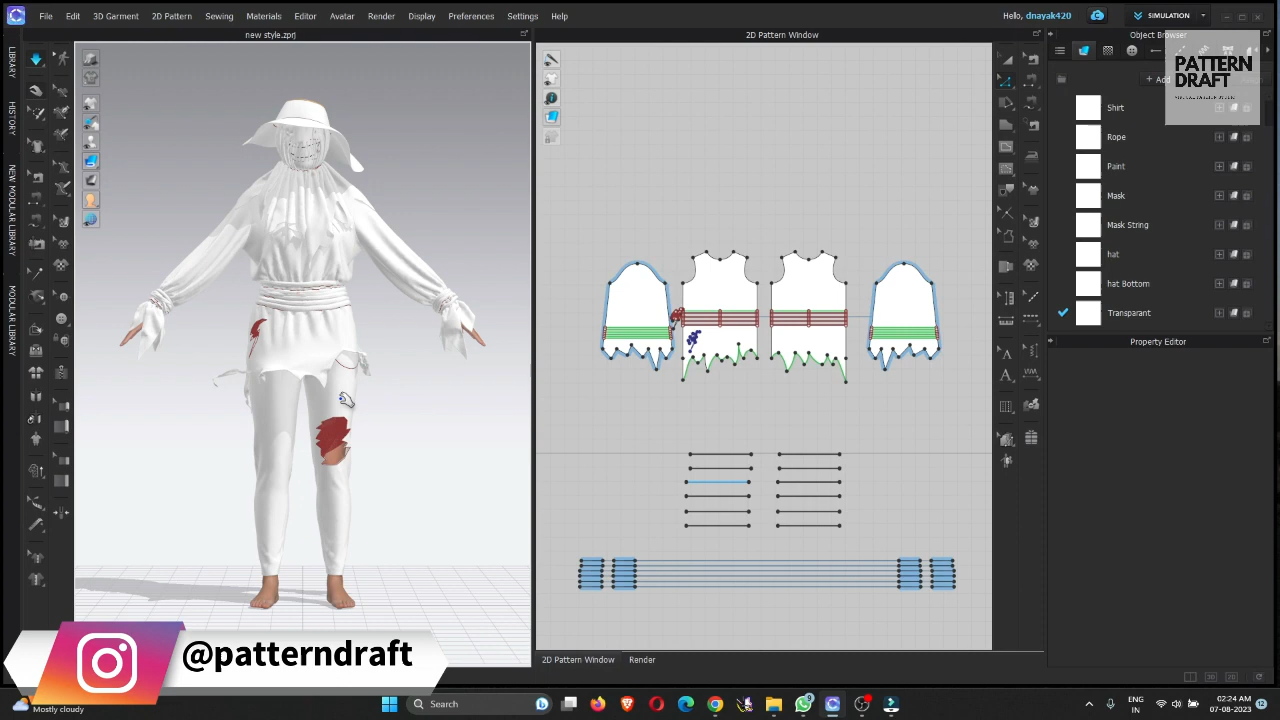 File Edit 3D Garment 2D Pattern Sewing Materials Editor Avatar Render Display Preferences Settings Help
Hello, dnayak420
SIMULATION
new style.zprj
2D Pattern Window
Object Browser
LIBRARY
HISTORY
NEW MODULAR LIBRARY
MODULAR LIBRARY
+ Add
PATTERN
DRAFT
Shirt
Rope
Paint
Mask
Mask String
hat
hat Bottom
Transparant
Property Editor
2D Pattern Window
Render
@patterndraft
Mostly cloudy
Search
9
ENG
IN
02:24 AM
07-08-2023
12